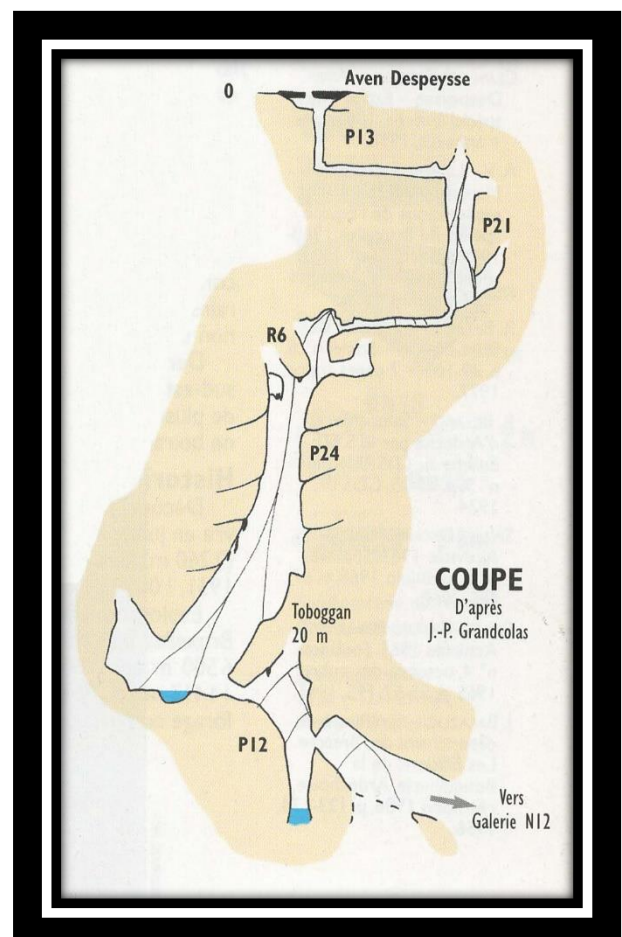 Aven Despeysse
0
P13
P21
R6
P24
COUPE
D'après
J.-P. Grandcolas
Toboggan
20 m
P12
Vers
Galerie N12